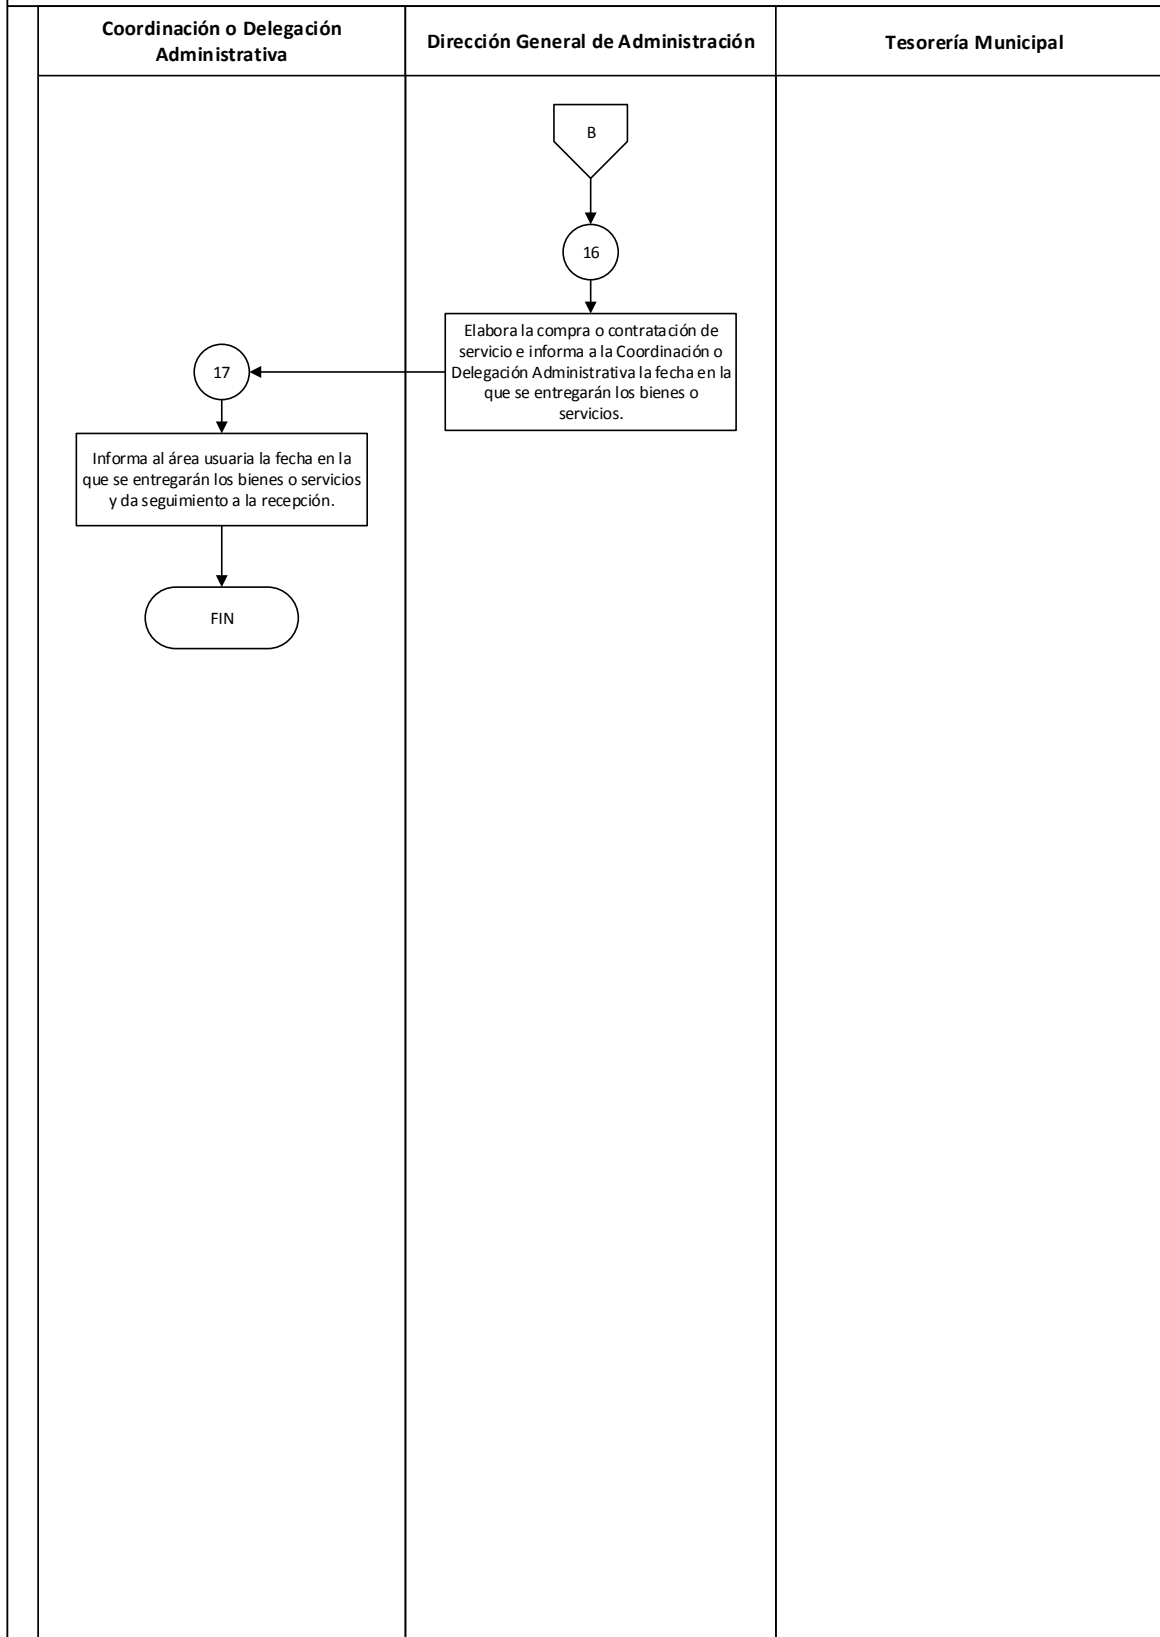 Coordinación o Delegación
Administrativa
Dirección General de Administración
Tesorería Municipal
B
16
Elabora la compra o contratación de
servicio e informa a la Coordinación o
Delegación Administrativa la fecha en la
que se entregarán los bienes o
servicios.
17
Informa al área usuaria la fecha en la
que se entregarán los bienes o servicios
y da seguimiento a la recepción.
FIN